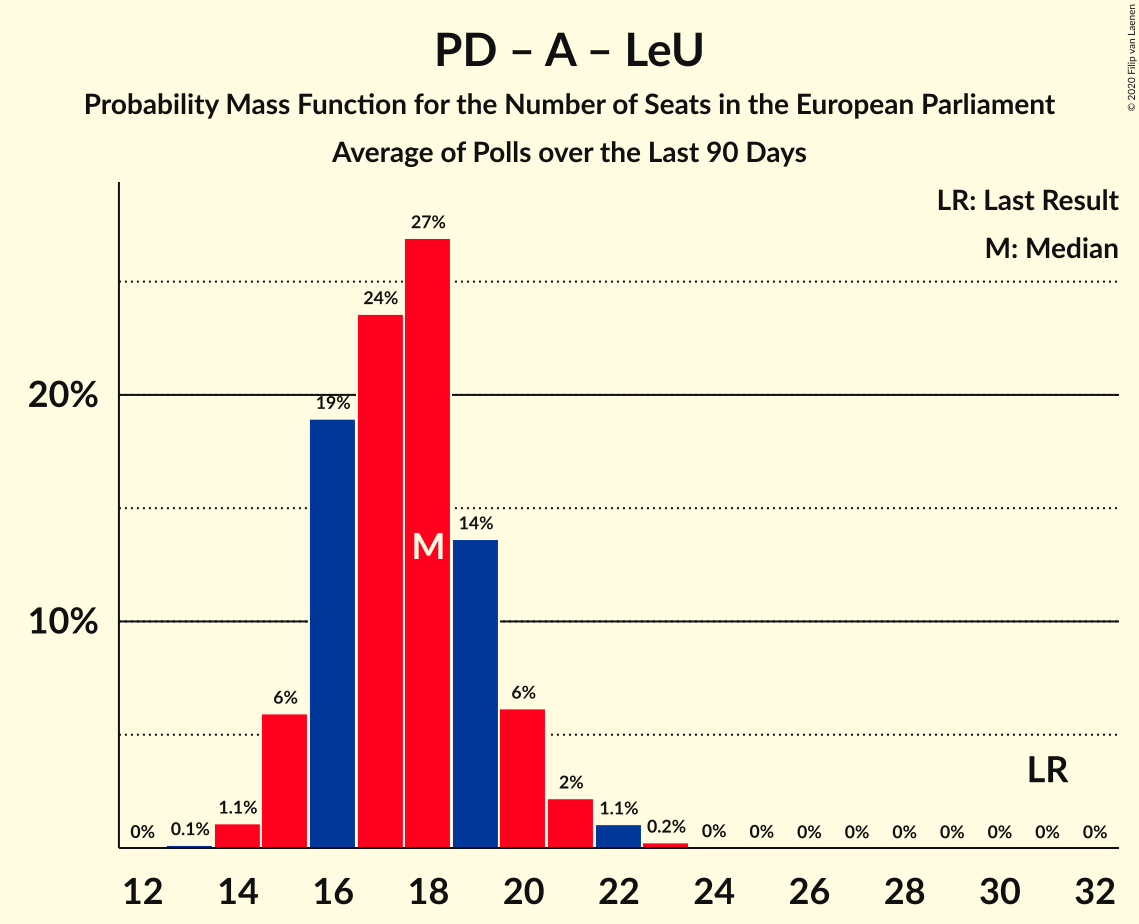 PD – A – LeU
Probability Mass Function for the Number of Seats in the European Parliament
Average of Polls over the Last 90 Days
© 2020 Filip van Laenen
LR: Last Result
M: Median
27%
24%
20%
19%
14%
M
10%
6%
6%
LR
2%
1.1%
1.1%
0%
0.1%
0.2%
0%
0%
0%
0%
0%
0%
0%
0%
0%
12 14 16 18 20 22 24 26 28 30 32